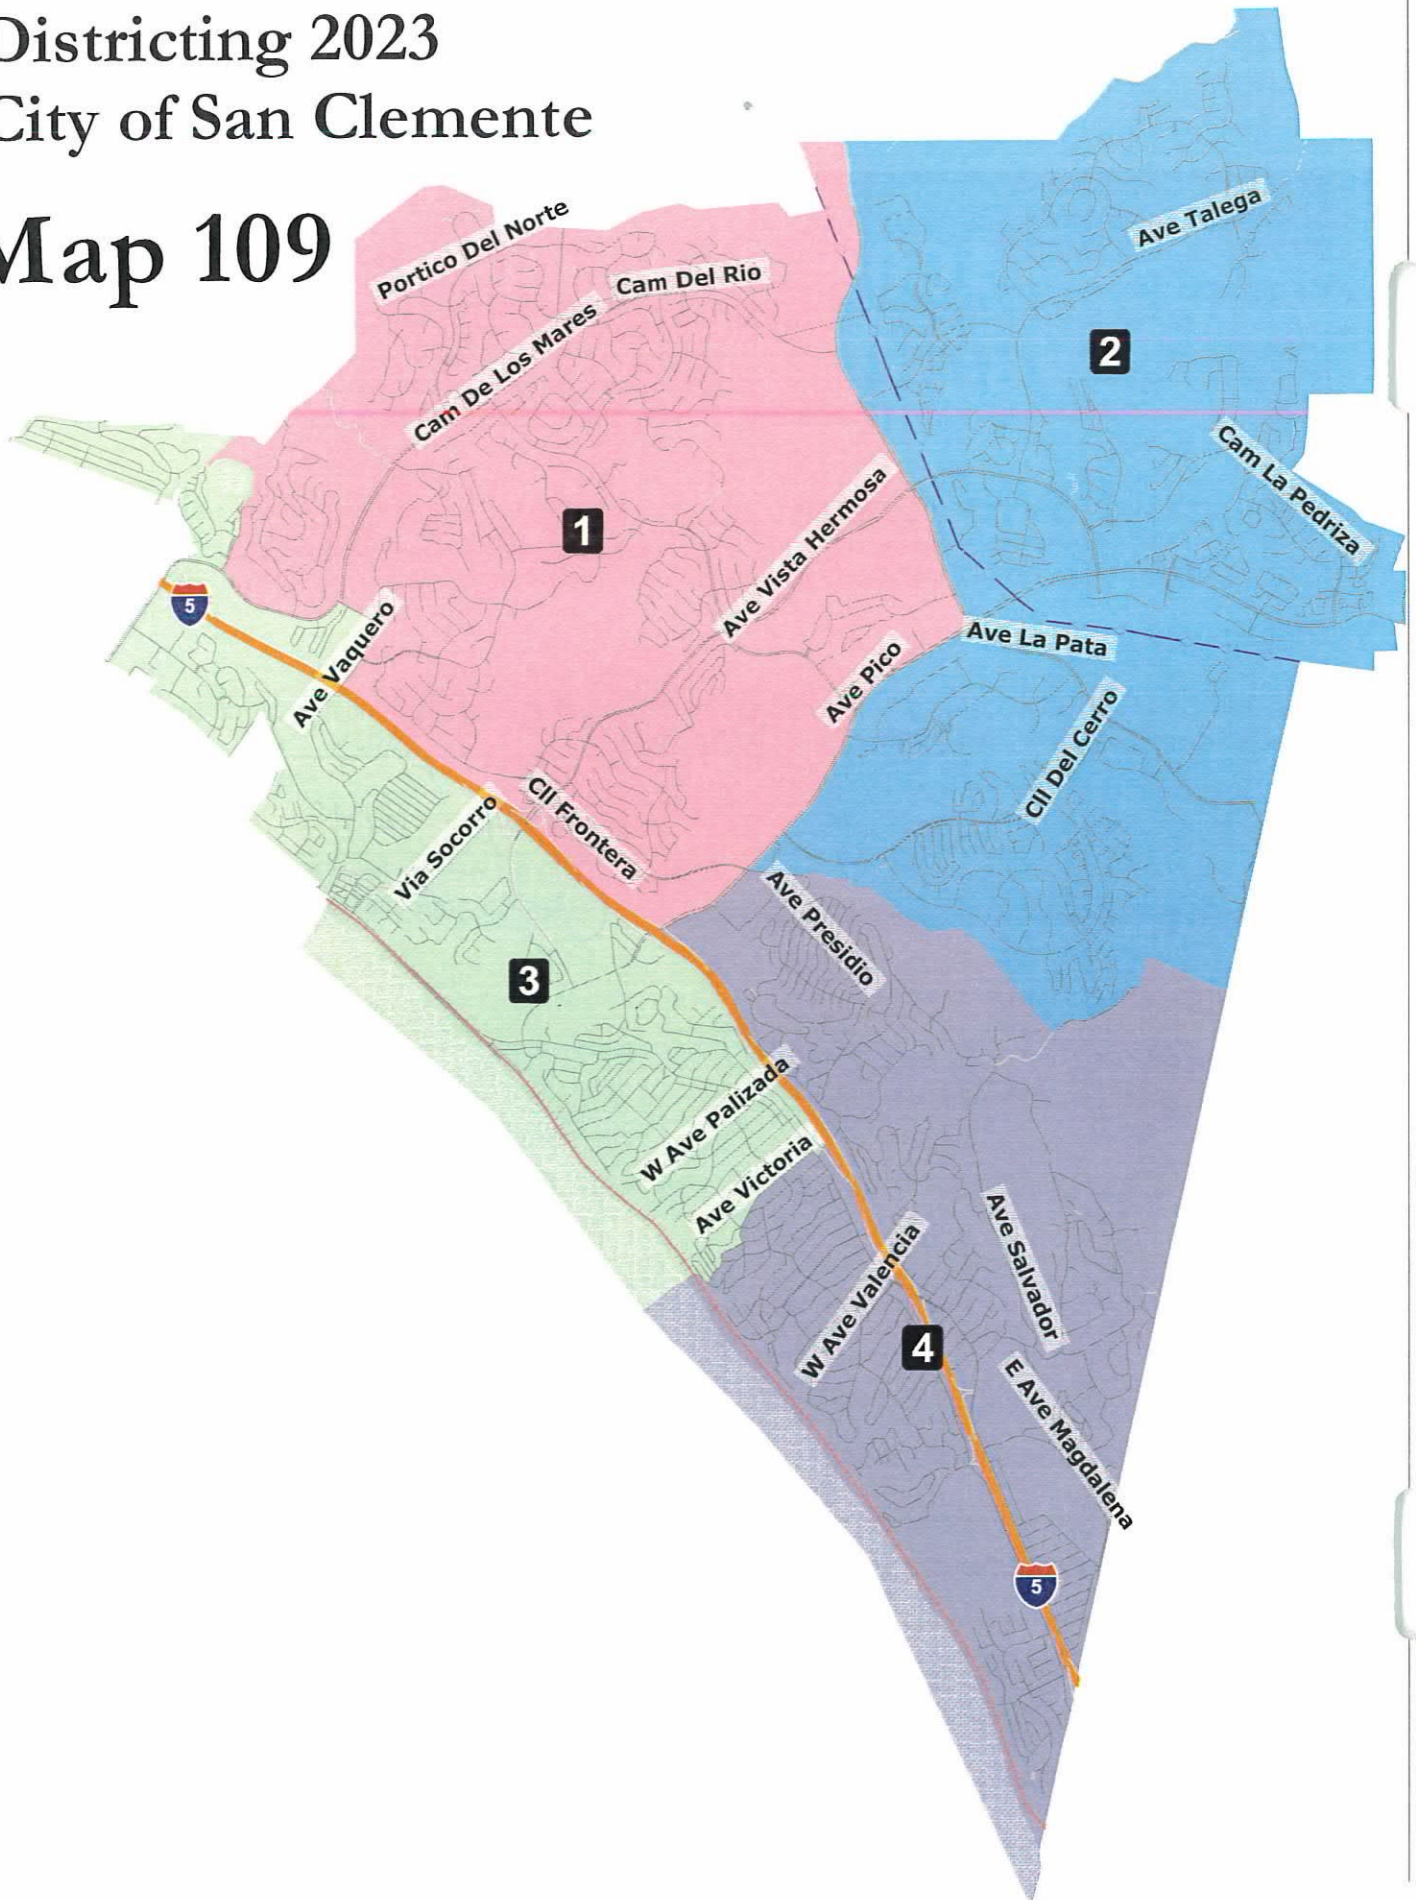 Districting 2023
City of San Clemente
Map 109
Portico Del Norte
Cam Del Rio
Cam De Los Mares
Ave Talega
2
Cam La Pedriza
1
Ave Vista Hermosa
5
Ave Vaquero
Ave La Pata
Ave Pico
Cll Del Cerro
Via Socorro
Cll Frontera
Ave Presidio
3
W Ave Palizada
Ave Victoria
W Ave Valencia
Ave Salvador
4
E Ave Magdalena
5